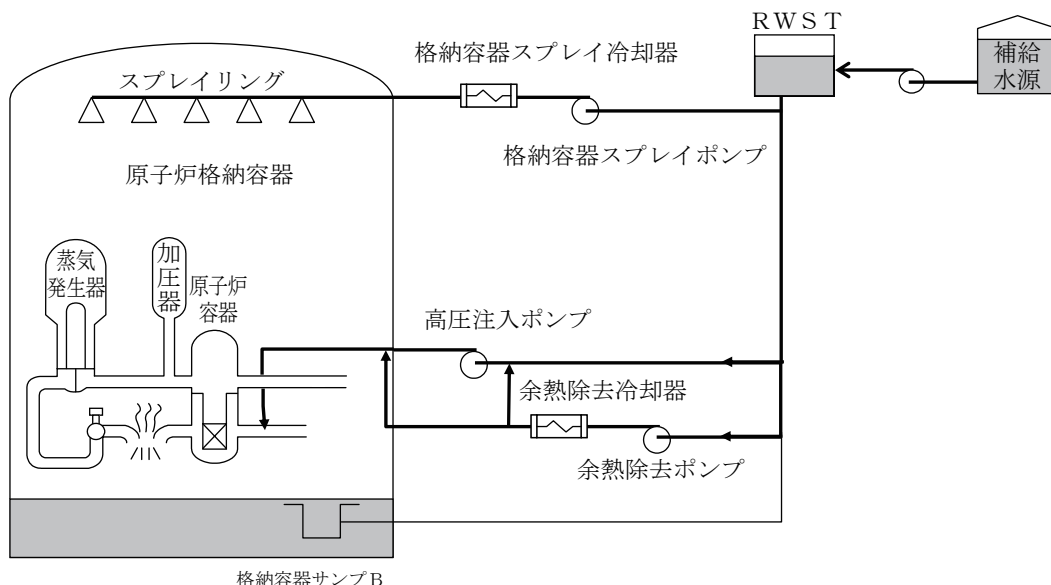 RWST
補給
水源
格納容器スプレイ冷却器
スプレイリング
格納容器スプレイポンプ
原子炉格納容器
蒸気
発生器
加圧器
原子炉
容器
高圧注入ポンプ
余熱除去冷却器
余熱除去ポンプ
格納容器サンプB